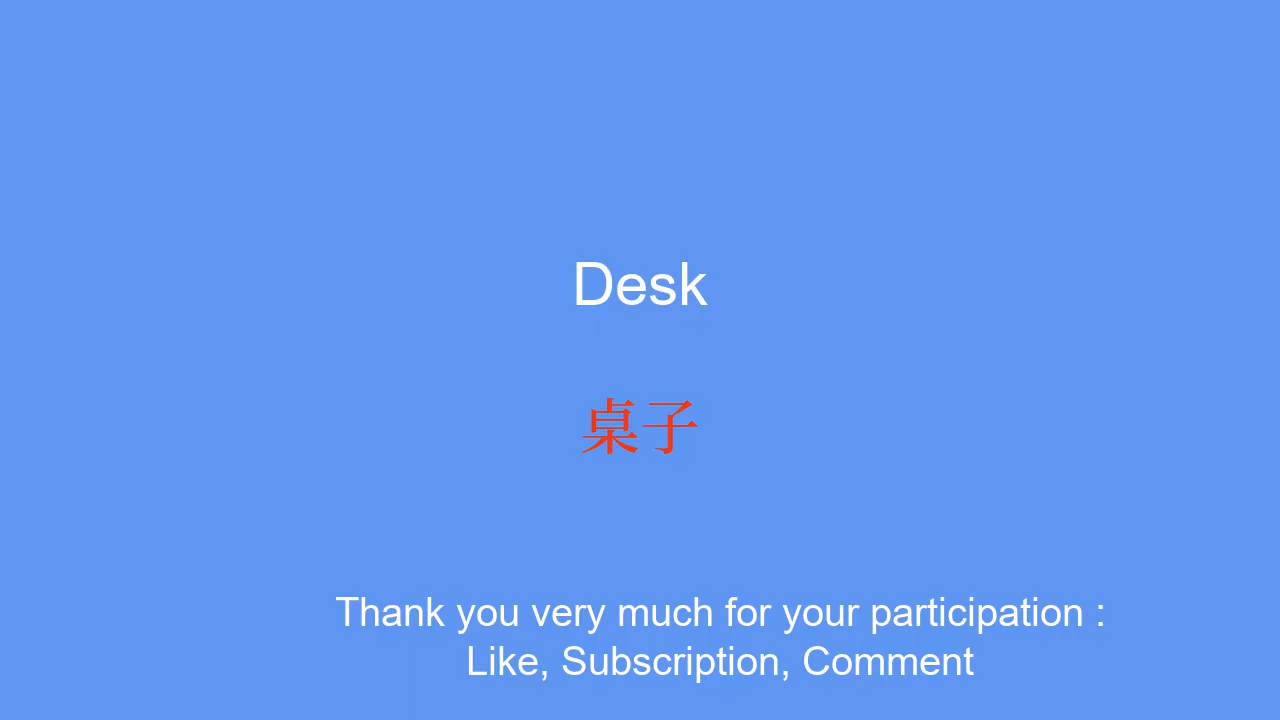 Desk
桌子
Thank you very much for your participation :
Like, Subscription, Comment